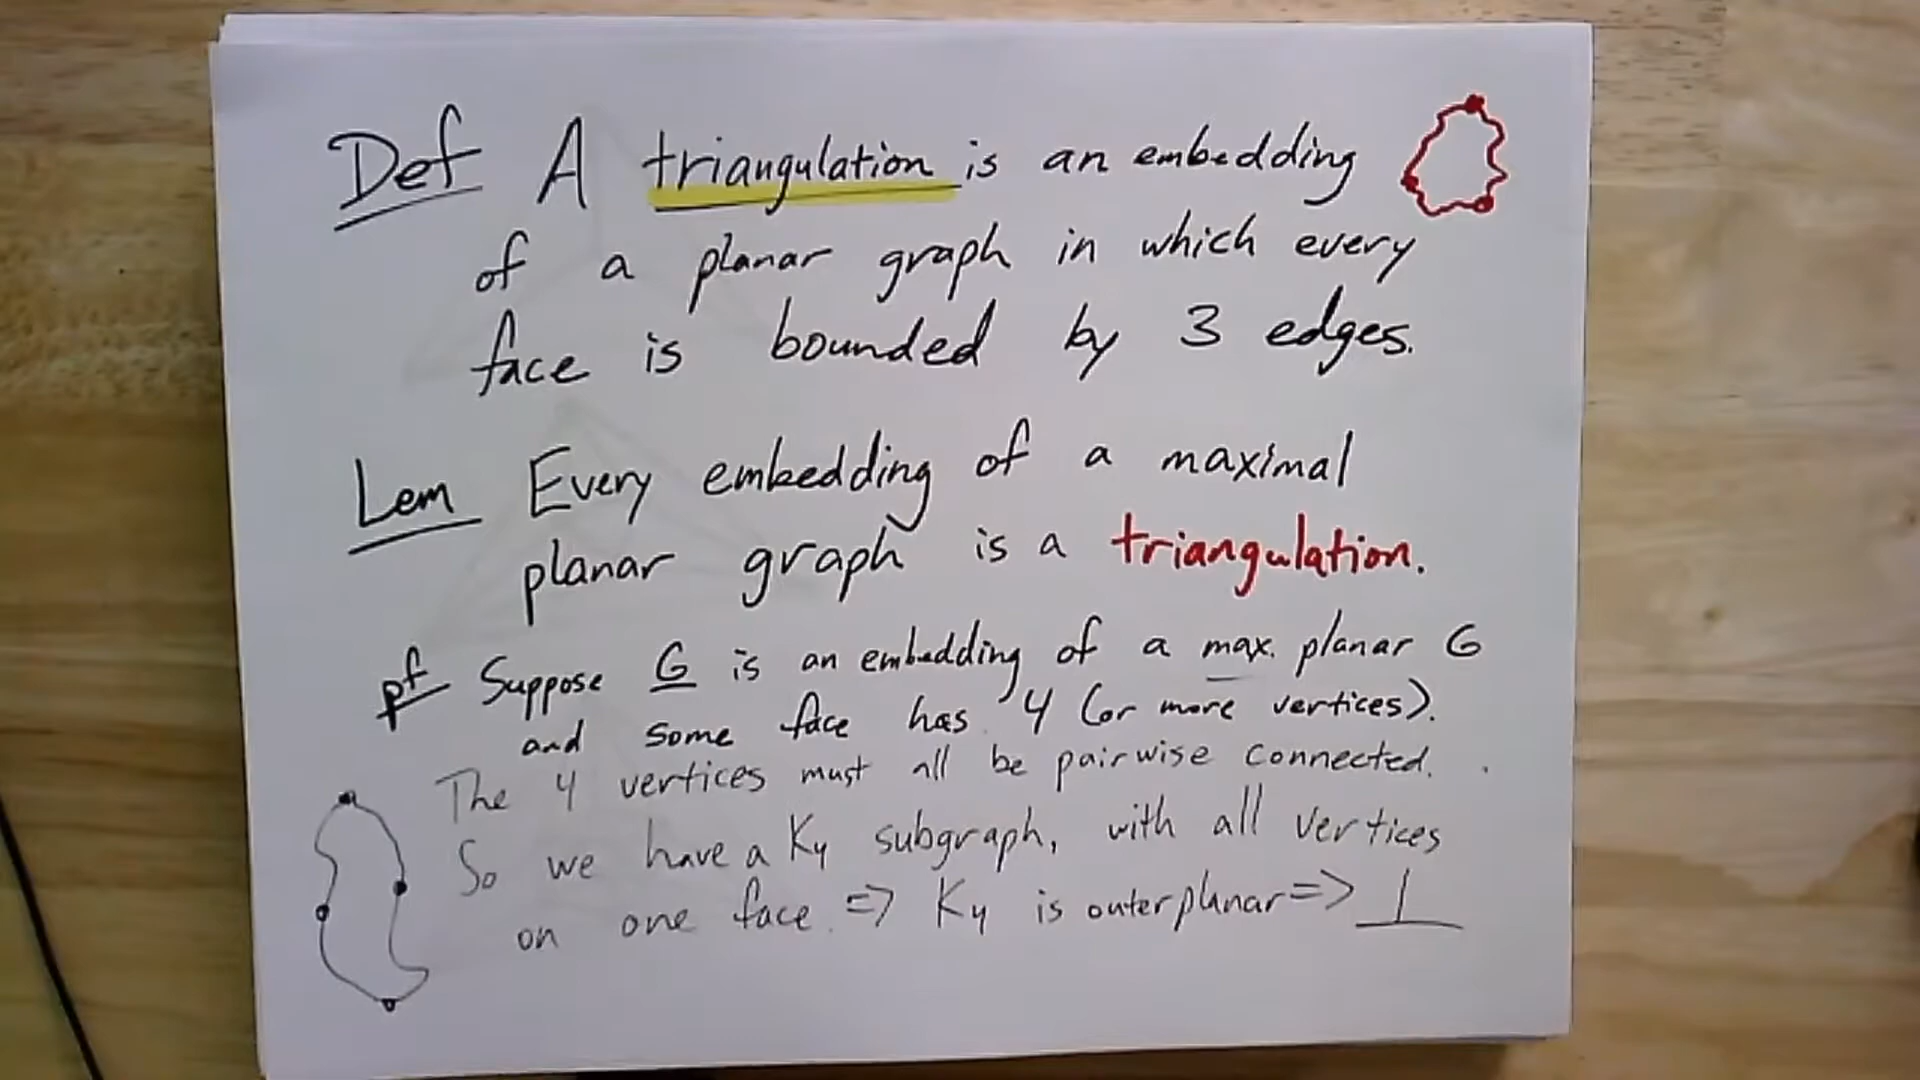 Def A triangulation is an embedding
of a planar graph in which every
face is bounded by 3 edges.
Lem Every embedding of a maximal
planar graph is a triangulation.
pf Suppose G is an embedding of a max. planar G
and some face has 4 (or more vertices).
The 4 vertices must all be pairwise connected.
So we have a K4 subgraph, with all vertices
on one face. => K4 is outerplanar => ⊥